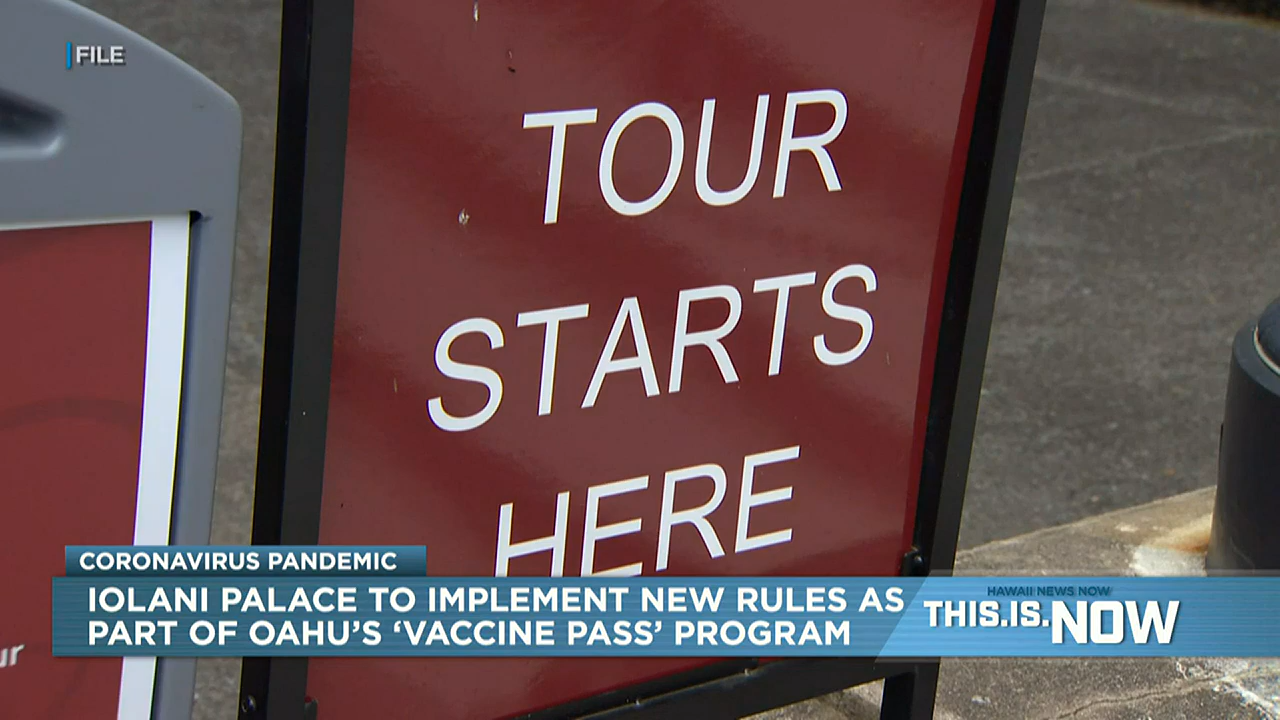 FILE
TOUR
STARTS
HERE
CORONAVIRUS PANDEMIC
IOLANI PALACE TO IMPLEMENT NEW RULES AS
PART OF OAHU'S ‘VACCINE PASS’ PROGRAM
HAWAII NEWS NOW
THIS.IS.NOW
ur